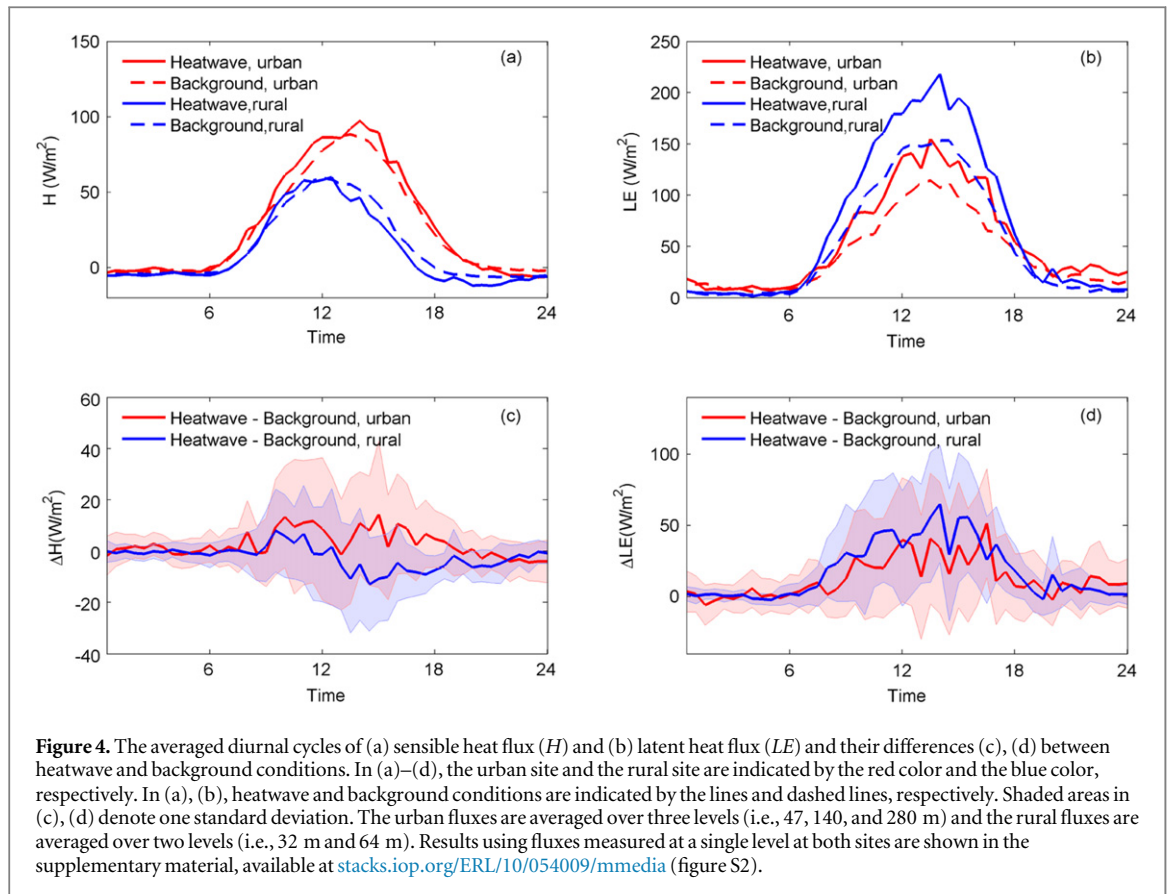 150
100
50
0
H (W/m²)
6
12
18
24
Time
(a)
Heatwave, urban
Background, urban
Heatwave,rural
Background,rural
250
200
150
100
50
0
LE (W/m²)
6
12
18
24
Time
(b)
Heatwave, urban
Background, urban
Heatwave,rural
Background,rural
60
40
20
0
-20
-40
ΔH(W/m²)
6
12
18
24
Time
(c)
Heatwave - Background, urban
Heatwave - Background, rural
100
50
0
ΔLE(W/m²)
6
12
18
24
Time
(d)
Heatwave - Background, urban
Heatwave - Background, rural
Figure 4. The averaged diurnal cycles of (a) sensible heat flux (H) and (b) latent heat flux (LE) and their differences (c), (d) between
heatwave and background conditions. In (a)–(d), the urban site and the rural site are indicated by the red color and the blue color,
respectively. In (a), (b), heatwave and background conditions are indicated by the lines and dashed lines, respectively. Shaded areas in
(c), (d) denote one standard deviation. The urban fluxes are averaged over three levels (i.e., 47, 140, and 280 m) and the rural fluxes are
averaged over two levels (i.e., 32 m and 64 m). Results using fluxes measured at a single level at both sites are shown in the
supplementary material, available at stacks.iop.org/ERL/10/054009/mmedia (figure S2).